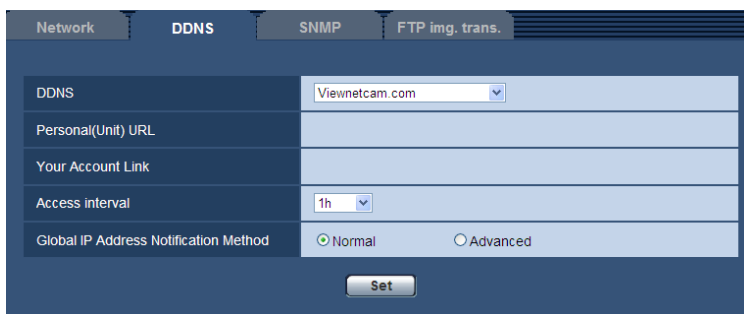 Network DDNS SNMP FTP img. trans.
DDNS Viewnetcam.com
Personal(Unit) URL
Your Account Link
Access interval 1h
Global IP Address Notification Method Normal Advanced
Set